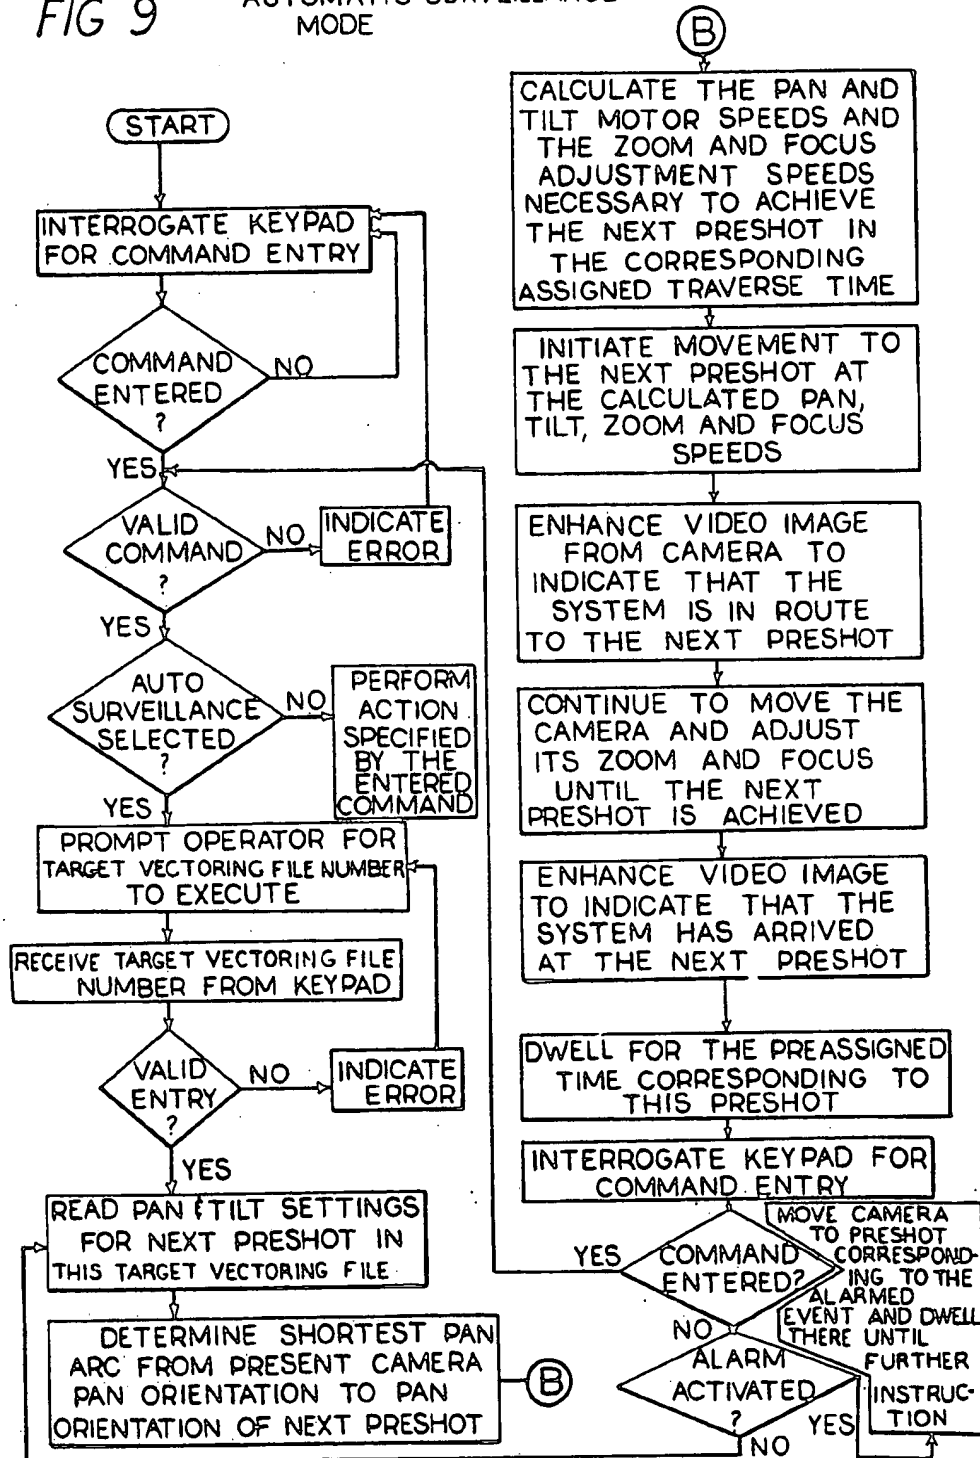 FIG 9
AUTOMATIC SURVEILLANCE
MODE
START
INTERROGATE KEYPAD
FOR COMMAND ENTRY
COMMAND
ENTERED
?
NO
YES
VALID
COMMAND
?
NO
INDICATE
ERROR
YES
AUTO
SURVEILLANCE
SELECTED
?
NO
PERFORM
ACTION
SPECIFIED
BY THE
ENTERED
COMMAND
YES
PROMPT OPERATOR FOR
TARGET VECTORING FILE NUMBER
TO EXECUTE
RECEIVE TARGET VECTORING FILE
NUMBER FROM KEYPAD
VALID
ENTRY
?
NO
INDICATE
ERROR
YES
READ PAN & TILT SETTINGS
FOR NEXT PRESHOT IN
THIS TARGET VECTORING FILE
DETERMINE SHORTEST PAN
ARC FROM PRESENT CAMERA
PAN ORIENTATION TO PAN
ORIENTATION OF NEXT PRESHOT
B
B
CALCULATE THE PAN AND
TILT MOTOR SPEEDS AND
THE ZOOM AND FOCUS
ADJUSTMENT SPEEDS
NECESSARY TO ACHIEVE
THE NEXT PRESHOT IN
THE CORRESPONDING
ASSIGNED TRAVERSE TIME
INITIATE MOVEMENT TO
THE NEXT PRESHOT AT
THE CALCULATED PAN,
TILT, ZOOM AND FOCUS
SPEEDS
ENHANCE VIDEO IMAGE
FROM CAMERA TO
INDICATE THAT THE
SYSTEM IS IN ROUTE
TO THE NEXT PRESHOT
CONTINUE TO MOVE THE
CAMERA AND ADJUST
ITS ZOOM AND FOCUS
UNTIL THE NEXT
PRESHOT IS ACHIEVED
ENHANCE VIDEO IMAGE
TO INDICATE THAT THE
SYSTEM HAS ARRIVED
AT THE NEXT PRESHOT
DWELL FOR THE PREASSIGNED
TIME CORRESPONDING TO
THIS PRESHOT
INTERROGATE KEYPAD FOR
COMMAND ENTRY
YES
COMMAND
ENTERED?
NO
ALARM
ACTIVATED
?
YES
NO
MOVE CAMERA
TO PRESHOT
CORRESPOND-
ING TO THE
ALARMED
EVENT AND DWELL
THERE UNTIL
FURTHER
INSTRUC-
TION